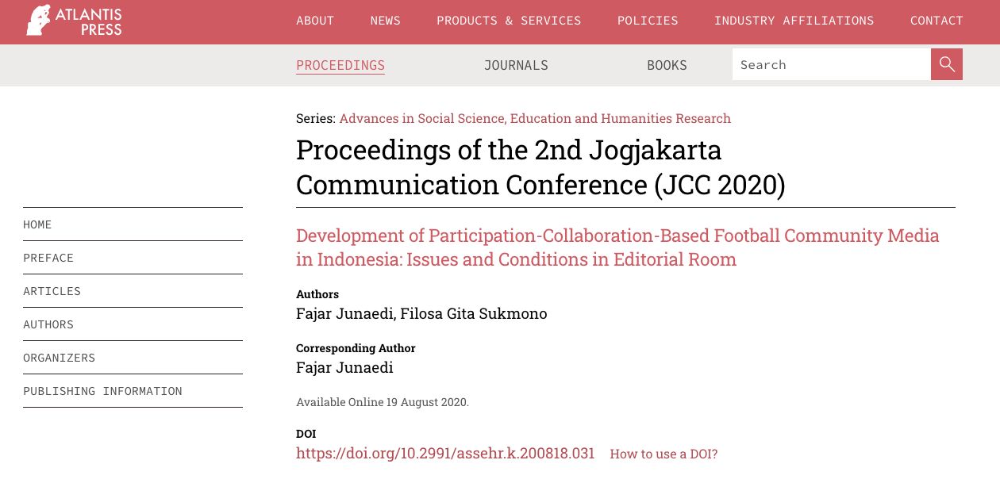 ATLANTIS
PRESS
ABOUT NEWS PRODUCTS & SERVICES POLICIES INDUSTRY AFFILIATIONS CONTACT
PROCEEDINGS JOURNALS BOOKS Search
Series: Advances in Social Science, Education and Humanities Research
Proceedings of the 2nd Jogjakarta
Communication Conference (JCC 2020)
HOME
PREFACE
ARTICLES
AUTHORS
ORGANIZERS
PUBLISHING INFORMATION
Development of Participation-Collaboration-Based Football Community Media
in Indonesia: Issues and Conditions in Editorial Room
Authors
Fajar Junaedi, Filosa Gita Sukmono
Corresponding Author
Fajar Junaedi
Available Online 19 August 2020.
DOI
https://doi.org/10.2991/assehr.k.200818.031 How to use a DOI?